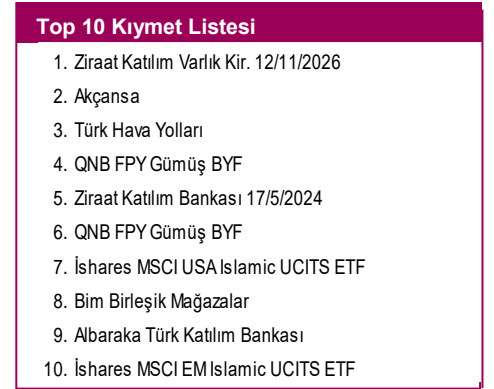 Top 10 Kıymet Listesi
1. Ziraat Katılım Varlık Kir. 12/11/2026
2. Akçansa
3. Türk Hava Yolları
4. QNB FPY Gümüş BYF
5. Ziraat Katılım Bankası 17/5/2024
6. QNB FPY Gümüş BYF
7. İshares MSCI USA Islamic UCITS ETF
8. Bim Birleşik Mağazalar
9. Albaraka Türk Katılım Bankası
10. İshares MSCI EM Islamic UCITS ETF